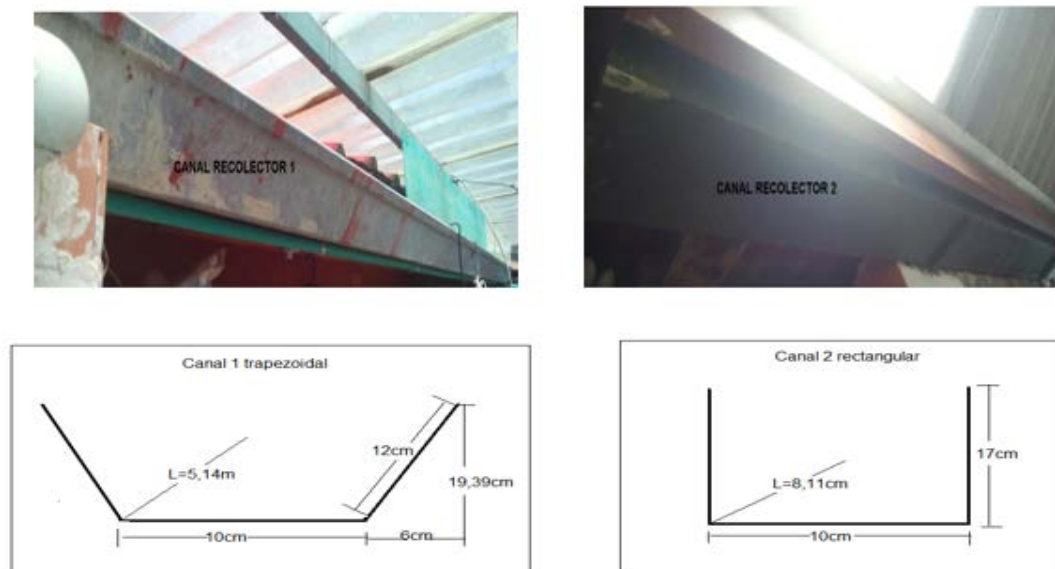 CANAL RECOLECTOR 1
CANAL RECOLECTOR 2
Canal 1 trapezoidal
12cm
L=5,14m
19,39cm
10cm
6cm
Canal 2 rectangular
17cm
L=8,11cm
10cm